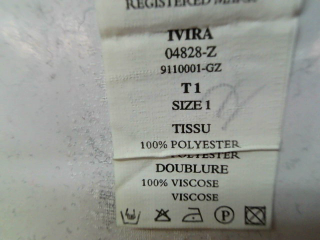 REGISTERED
IVIRA
04828-Z
9110001-GZ
T 1
SIZE 1
TISSU
100% POLYESTER
POLYESTER
DOUBLURE
100% VISCOSE
VISCOSE
P